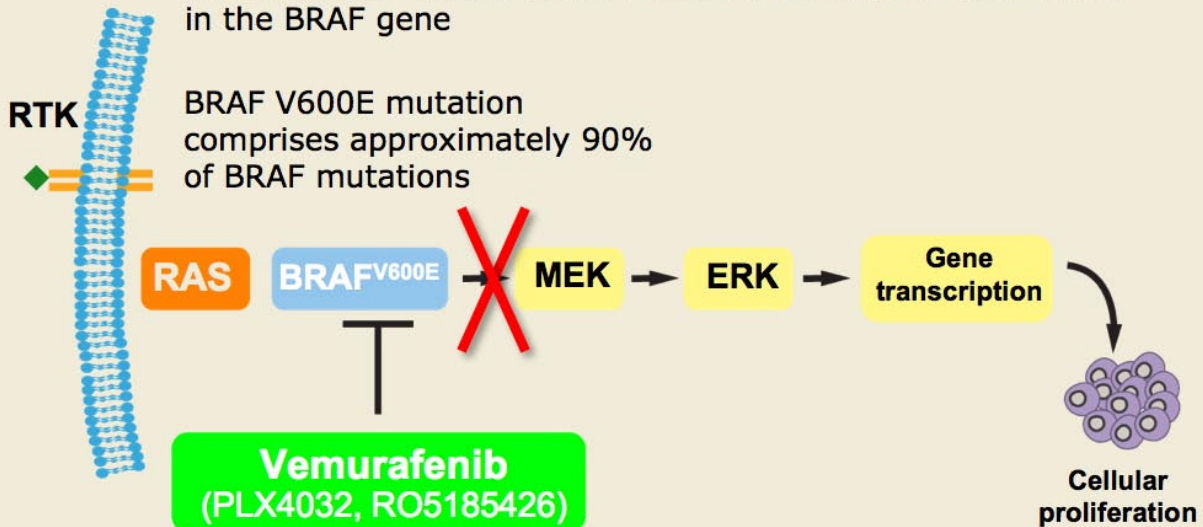 in the BRAF gene
RTK
BRAF V600E mutation
comprises approximately 90%
of BRAF mutations
RAS
BRAFV600E
MEK
ERK
Gene
transcription
Vemurafenib
(PLX4032, RO5185426)
Cellular
proliferation